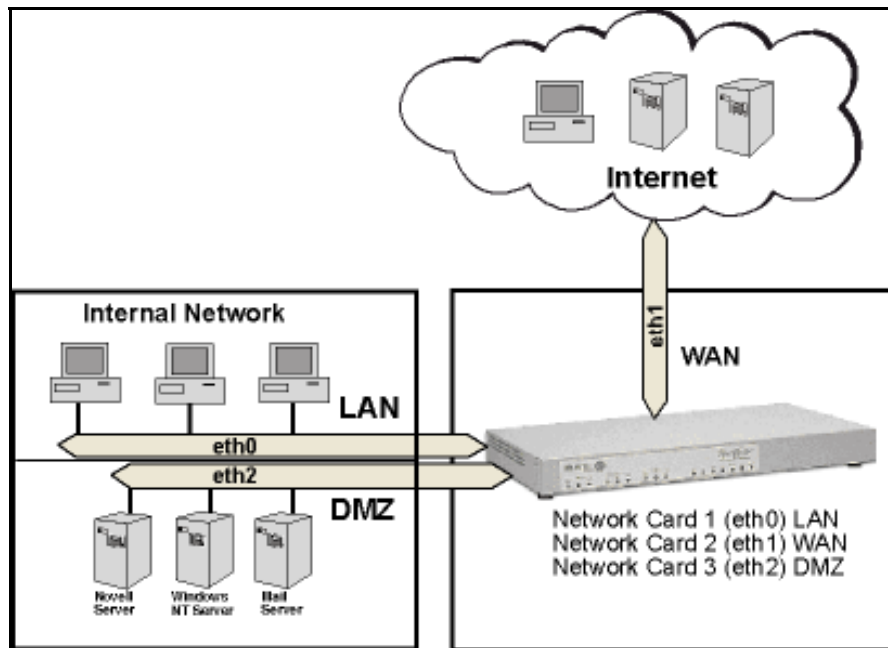 Internet
eth1
WAN
Internal Network
LAN
eth0
eth2
DMZ
Novell
Server
Windows
NT Server
Mail
Server
Network Card 1 (eth0) LAN
Network Card 2 (eth1) WAN
Network Card 3 (eth2) DMZ